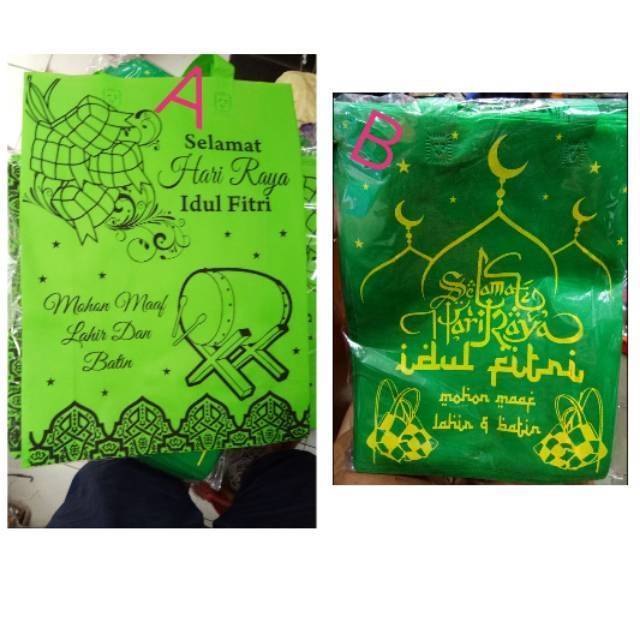 A
Selamat
Hari Raya
Idul Fitri
Mohon Maaf
Lahir Dan
Batin
B
Selamat
Hari Raya
idul fitri
mohon maaf
lahir & batin